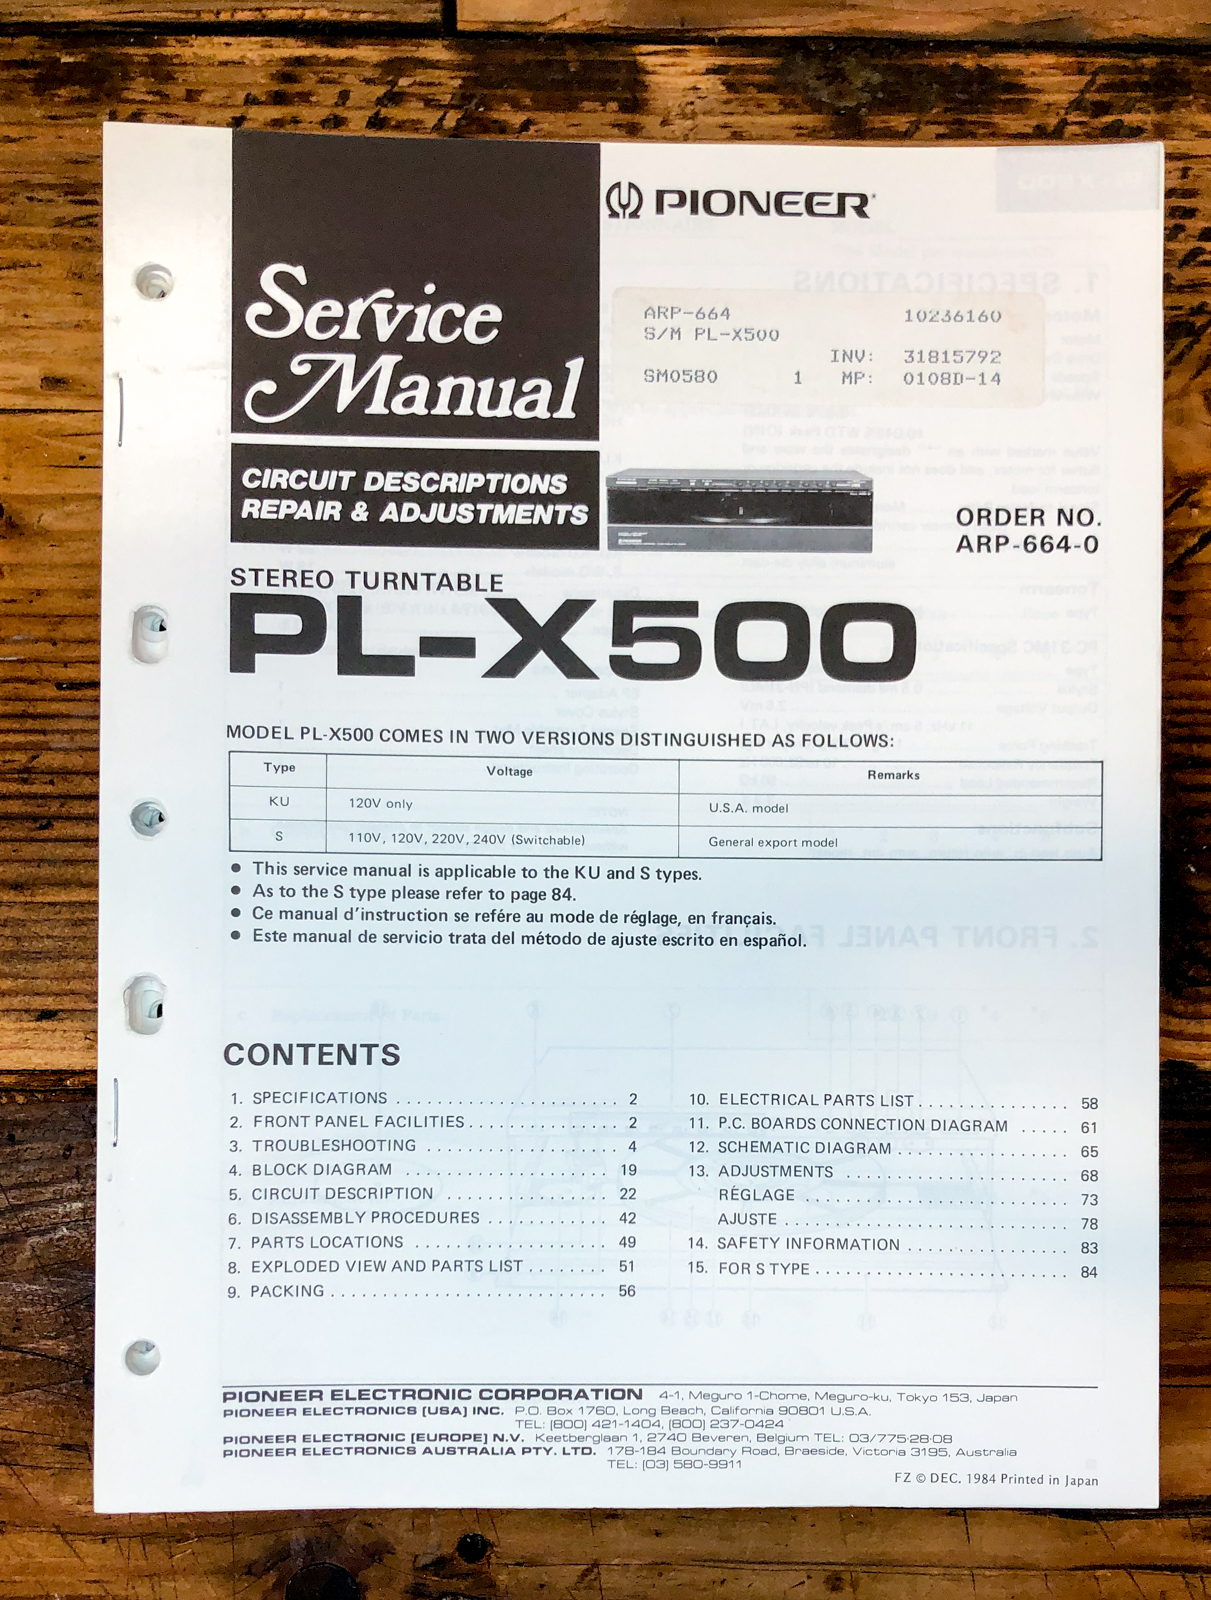 PIONEER
Service
Manual
ARP-664 10236160
S/M PL-X500
INV: 31815792
SM0580 1 MP: 0108D-14
CIRCUIT DESCRIPTIONS
REPAIR & ADJUSTMENTS
ORDER NO.
ARP-664-0
STEREO TURNTABLE
PL-X500
MODEL PL-X500 COMES IN TWO VERSIONS DISTINGUISHED AS FOLLOWS:
Type Voltage Remarks
KU 120V only U.S.A. model
S 110V, 120V, 220V, 240V (Switchable) General export model
● This service manual is applicable to the KU and S types.
● As to the S type please refer to page 84.
● Ce manual d'instruction se refére au mode de réglage, en français.
● Este manual de servicio trata del método de ajuste escrito en español.
CONTENTS
1. SPECIFICATIONS . . . . . . . . . . . . . . . . . . . . . . 2
2. FRONT PANEL FACILITIES . . . . . . . . . . . . . . . 2
3. TROUBLESHOOTING . . . . . . . . . . . . . . . . . . . 4
4. BLOCK DIAGRAM . . . . . . . . . . . . . . . . . . . . 19
5. CIRCUIT DESCRIPTION . . . . . . . . . . . . . . . . 22
6. DISASSEMBLY PROCEDURES . . . . . . . . . . . . 42
7. PARTS LOCATIONS . . . . . . . . . . . . . . . . . . . 49
8. EXPLODED VIEW AND PARTS LIST . . . . . . . . 51
9. PACKING . . . . . . . . . . . . . . . . . . . . . . . . . . . 56
10. ELECTRICAL PARTS LIST . . . . . . . . . . . . . . . 58
11. P.C. BOARDS CONNECTION DIAGRAM . . . . . 61
12. SCHEMATIC DIAGRAM . . . . . . . . . . . . . . . . . 65
13. ADJUSTMENTS . . . . . . . . . . . . . . . . . . . . . . 68
RÉGLAGE . . . . . . . . . . . . . . . . . . . . . . . . . . 73
AJUSTE . . . . . . . . . . . . . . . . . . . . . . . . . . . . 78
14. SAFETY INFORMATION . . . . . . . . . . . . . . . . 83
15. FOR S TYPE . . . . . . . . . . . . . . . . . . . . . . . . . 84
PIONEER ELECTRONIC CORPORATION 4-1, Meguro 1-Chome, Meguro-ku, Tokyo 153, Japan
PIONEER ELECTRONICS [USA] INC. P.O. Box 1760, Long Beach, California 90801 U.S.A.
TEL: [800] 421-1404, [800] 237-0424
PIONEER ELECTRONIC [EUROPE] N.V. Keetberglaan 1, 2740 Beveren, Belgium TEL: 03/775·28·08
PIONEER ELECTRONICS AUSTRALIA PTY. LTD. 178-184 Boundary Road, Braeside, Victoria 3195, Australia
TEL: [03] 580-9911
FZ © DEC. 1984 Printed in Japan